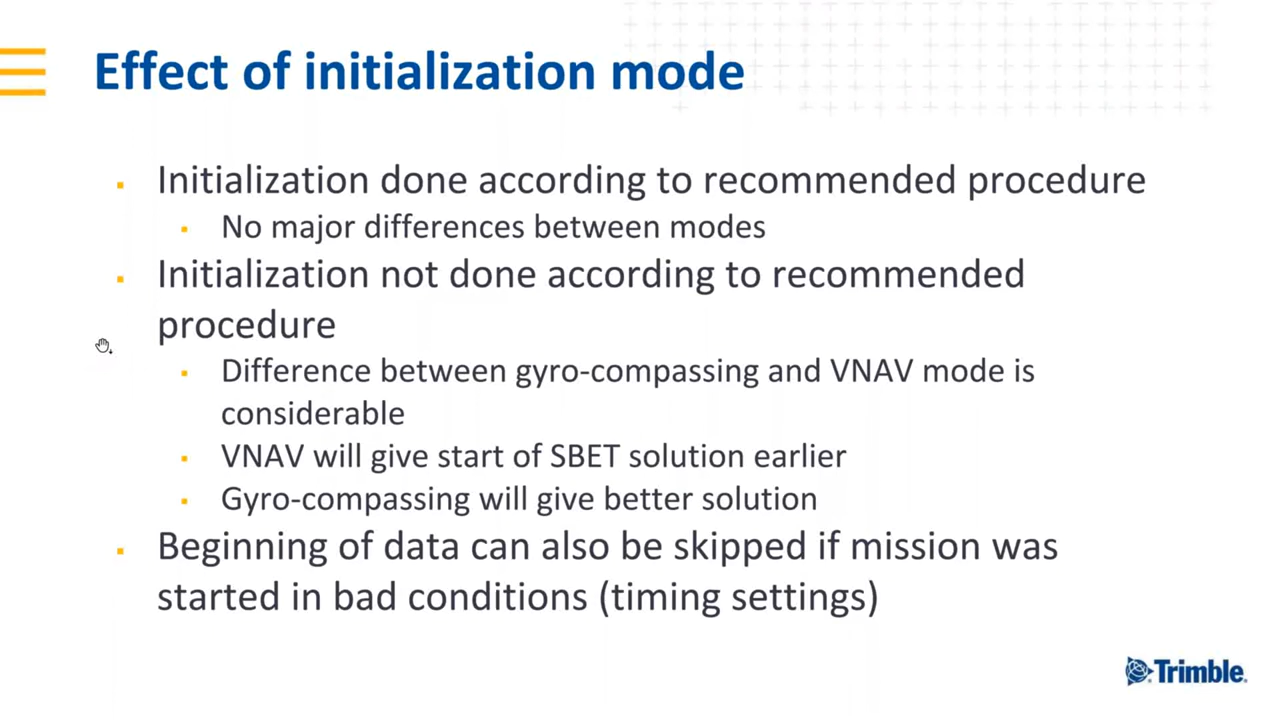 Effect of initialization mode
Initialization done according to recommended procedure
No major differences between modes
Initialization not done according to recommended
procedure
Difference between gyro-compassing and VNAV mode is
considerable
VNAV will give start of SBET solution earlier
Gyro-compassing will give better solution
Beginning of data can also be skipped if mission was
started in bad conditions (timing settings)
Trimble.